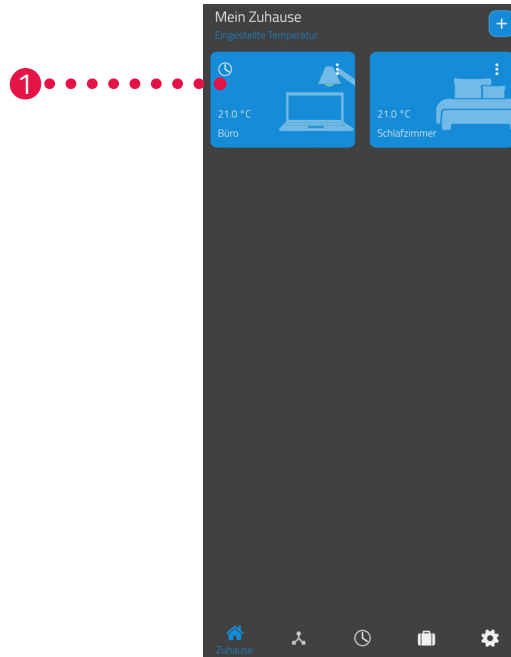 Mein Zuhause
Eingestellte Temperatur
1
21.0 °C
Büro
21.0 °C
Schlafzimmer
Zuhause